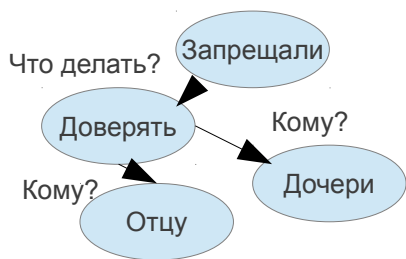 Запрещали
Что делать?
Доверять
Кому?
Дочери
Кому?
Отцу